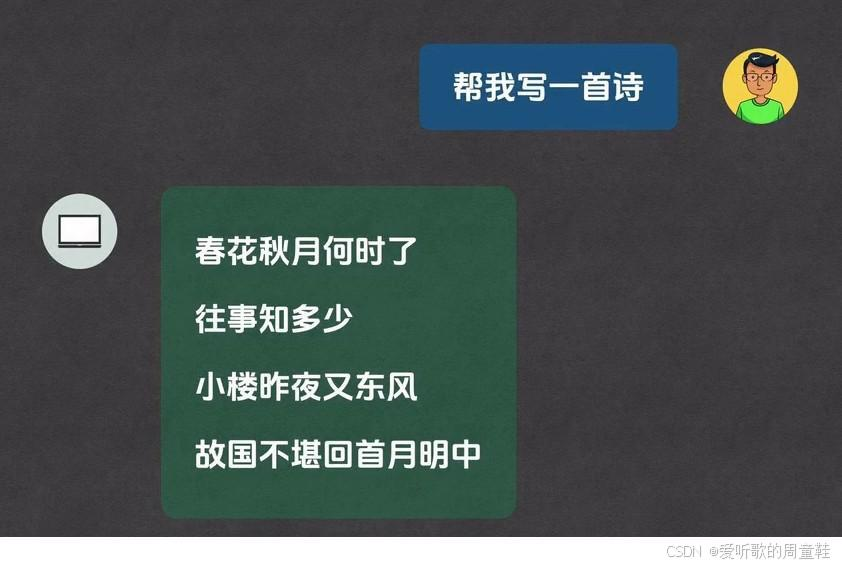 帮我写一首诗
春花秋月何时了
往事知多少
小楼昨夜又东风
故国不堪回首月明中
CSDN @爱听歌的周童鞋